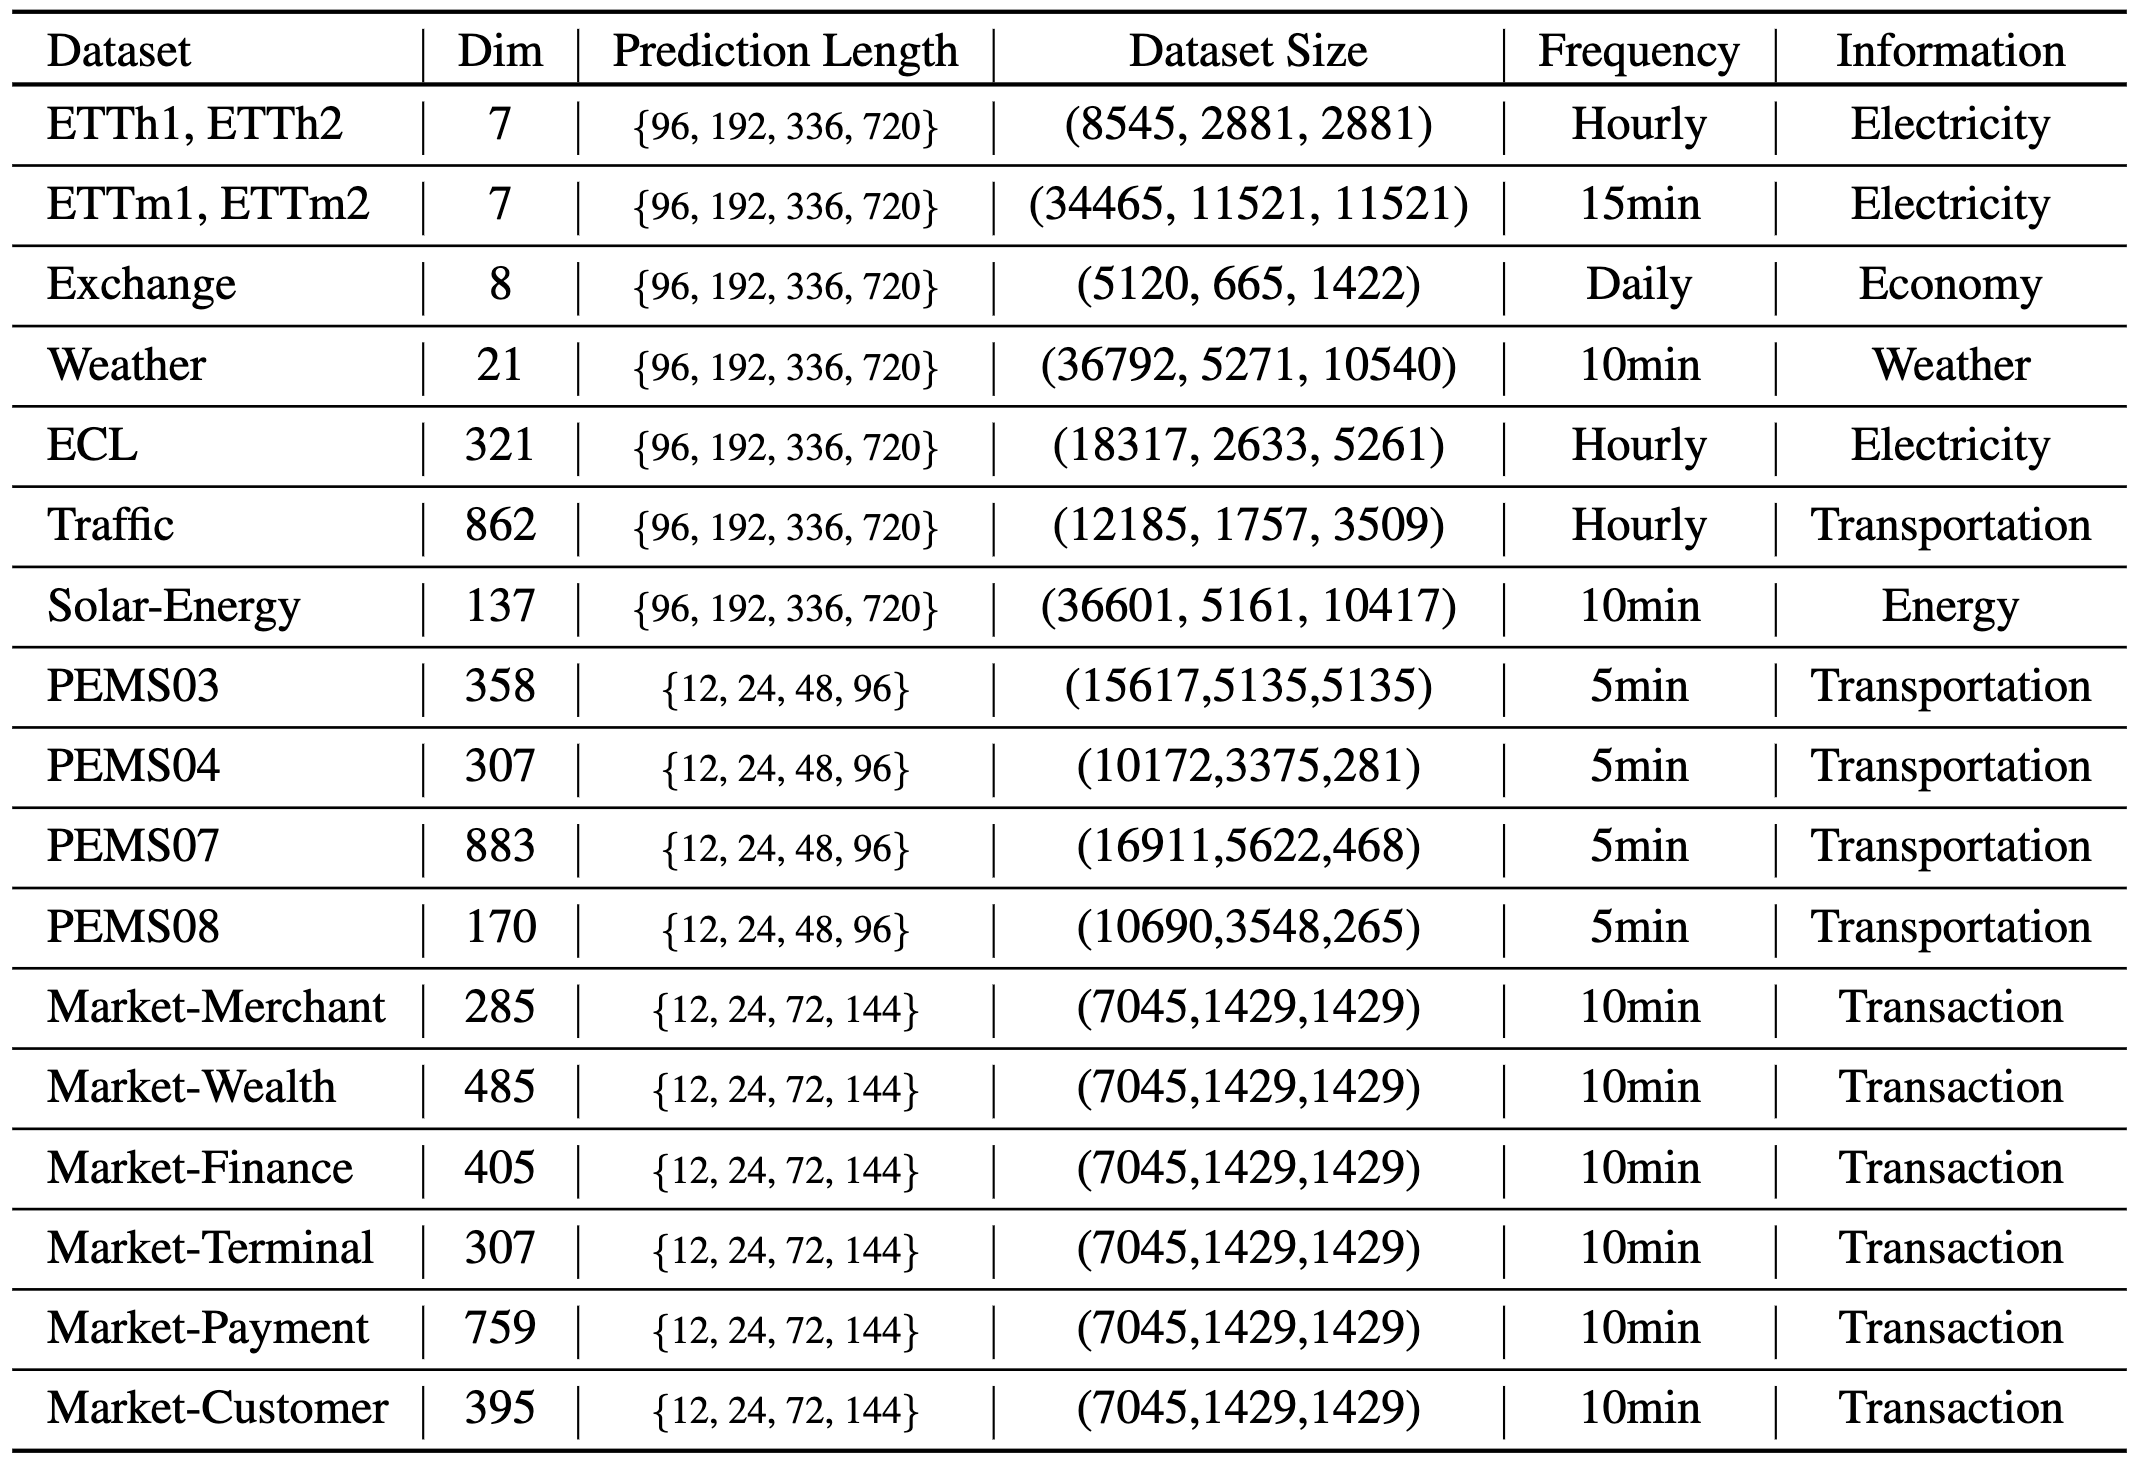 Dataset | Dim | Prediction Length | Dataset Size | Frequency | Information
ETTh1, ETTh2 | 7 | {96, 192, 336, 720} | (8545, 2881, 2881) | Hourly | Electricity
ETTm1, ETTm2 | 7 | {96, 192, 336, 720} | (34465, 11521, 11521) | 15min | Electricity
Exchange | 8 | {96, 192, 336, 720} | (5120, 665, 1422) | Daily | Economy
Weather | 21 | {96, 192, 336, 720} | (36792, 5271, 10540) | 10min | Weather
ECL | 321 | {96, 192, 336, 720} | (18317, 2633, 5261) | Hourly | Electricity
Traffic | 862 | {96, 192, 336, 720} | (12185, 1757, 3509) | Hourly | Transportation
Solar-Energy | 137 | {96, 192, 336, 720} | (36601, 5161, 10417) | 10min | Energy
PEMS03 | 358 | {12, 24, 48, 96} | (15617,5135,5135) | 5min | Transportation
PEMS04 | 307 | {12, 24, 48, 96} | (10172,3375,281) | 5min | Transportation
PEMS07 | 883 | {12, 24, 48, 96} | (16911,5622,468) | 5min | Transportation
PEMS08 | 170 | {12, 24, 48, 96} | (10690,3548,265) | 5min | Transportation
Market-Merchant | 285 | {12, 24, 72, 144} | (7045,1429,1429) | 10min | Transaction
Market-Wealth | 485 | {12, 24, 72, 144} | (7045,1429,1429) | 10min | Transaction
Market-Finance | 405 | {12, 24, 72, 144} | (7045,1429,1429) | 10min | Transaction
Market-Terminal | 307 | {12, 24, 72, 144} | (7045,1429,1429) | 10min | Transaction
Market-Payment | 759 | {12, 24, 72, 144} | (7045,1429,1429) | 10min | Transaction
Market-Customer | 395 | {12, 24, 72, 144} | (7045,1429,1429) | 10min | Transaction